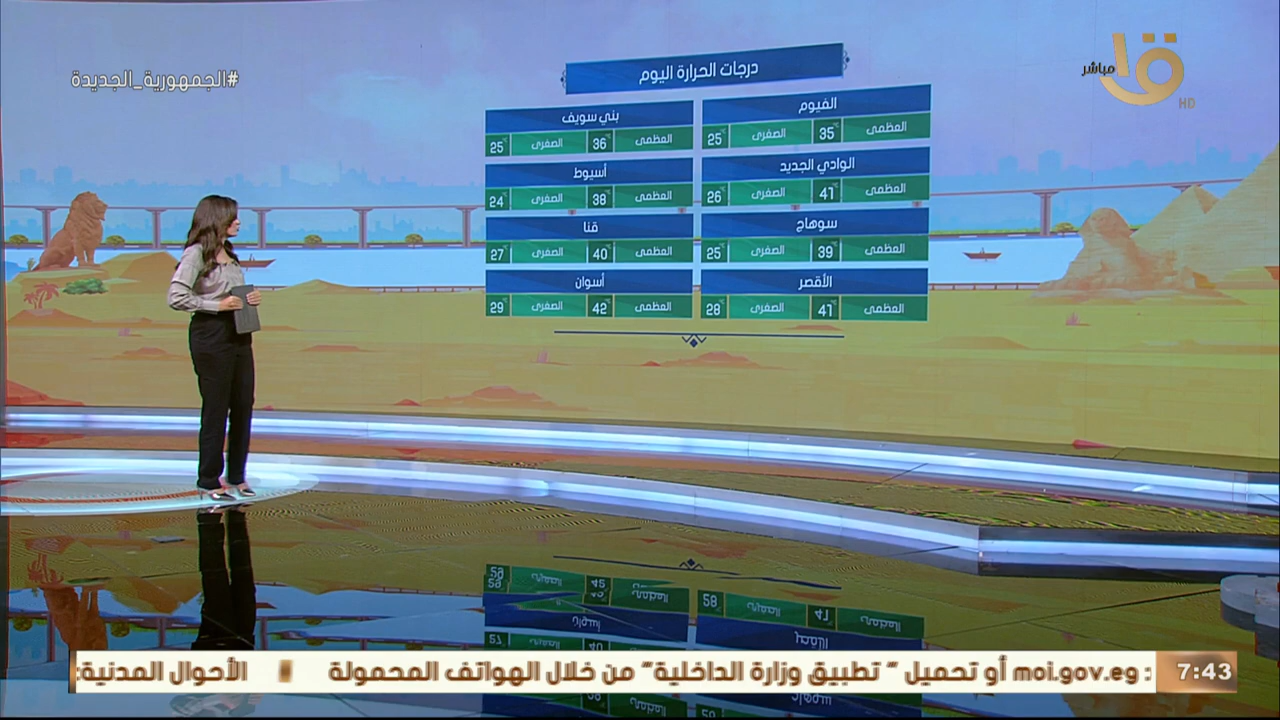 #الجمهورية_الجديدة
مباشر
HD
درجات الحرارة اليوم
الفيوم
العظمى 35 الصغرى 25
بني سويف
العظمى 36 الصغرى 25
الوادي الجديد
العظمى 41 الصغرى 26
أسيوط
العظمى 38 الصغرى 24
سوهاج
العظمى 39 الصغرى 25
قنا
العظمى 40 الصغرى 27
الأقصر
العظمى 41 الصغرى 28
أسوان
العظمى 42 الصغرى 29
: moi.gov.eg أو تحميل " تطبيق وزارة الداخلية" من خلال الهواتف المحمولة الأحوال المدنية:
7:43